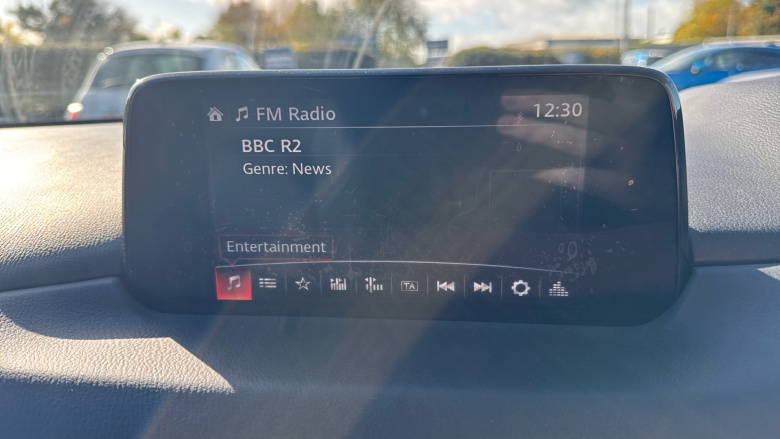 FM Radio 12:30
BBC R2
Genre: News
Entertainment
TA